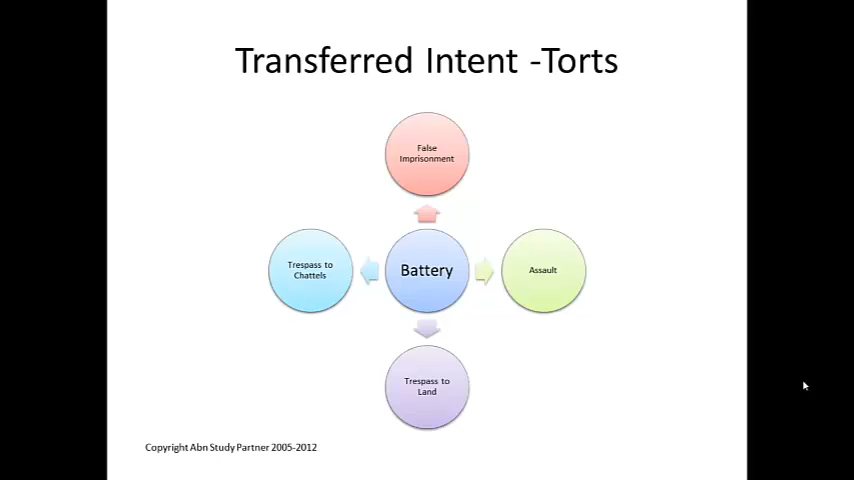 Transferred Intent -Torts
False
Imprisonment
Trespass to
Chattels
Battery
Assault
Trespass to
Land
Copyright Abn Study Partner 2005-2012